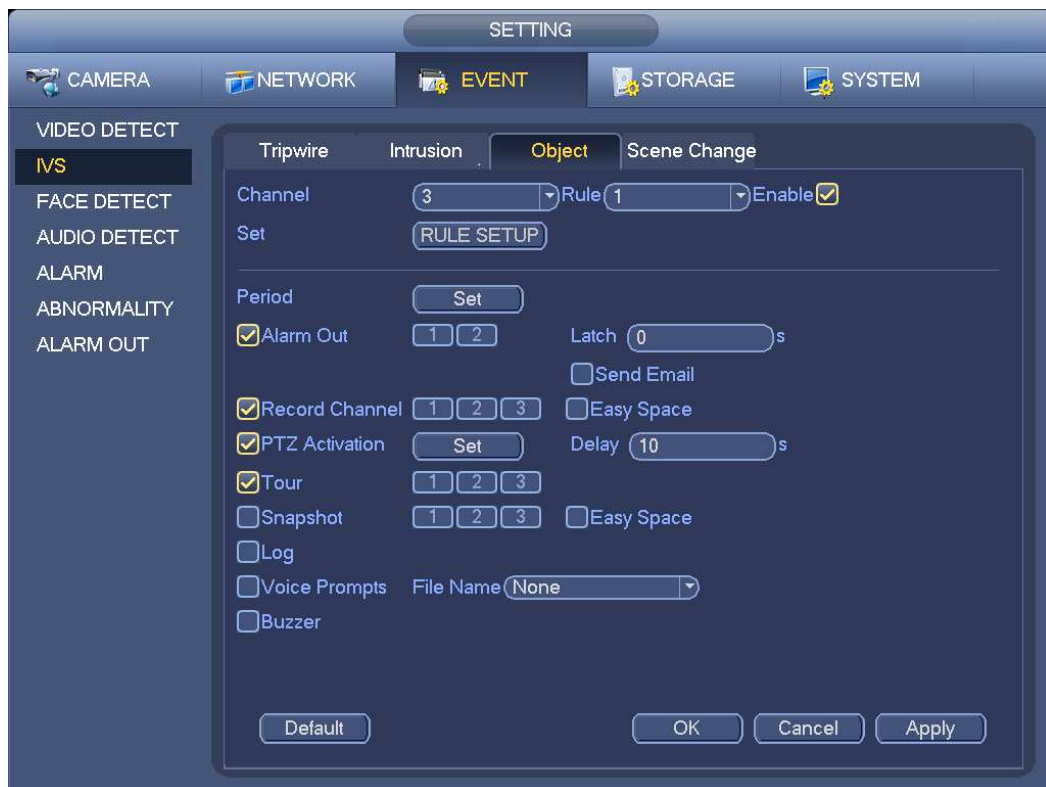 SETTING
CAMERA NETWORK EVENT STORAGE SYSTEM
VIDEO DETECT
IVS
FACE DETECT
AUDIO DETECT
ALARM
ABNORMALITY
ALARM OUT
Tripwire Intrusion Object Scene Change
Channel 3 Rule 1 Enable
Set RULE SETUP
Period Set
Alarm Out 1 2 Latch 0 s
Send Email
Record Channel 1 2 3 Easy Space
PTZ Activation Set Delay 10 s
Tour 1 2 3
Snapshot 1 2 3 Easy Space
Log
Voice Prompts File Name None
Buzzer
Default OK Cancel Apply